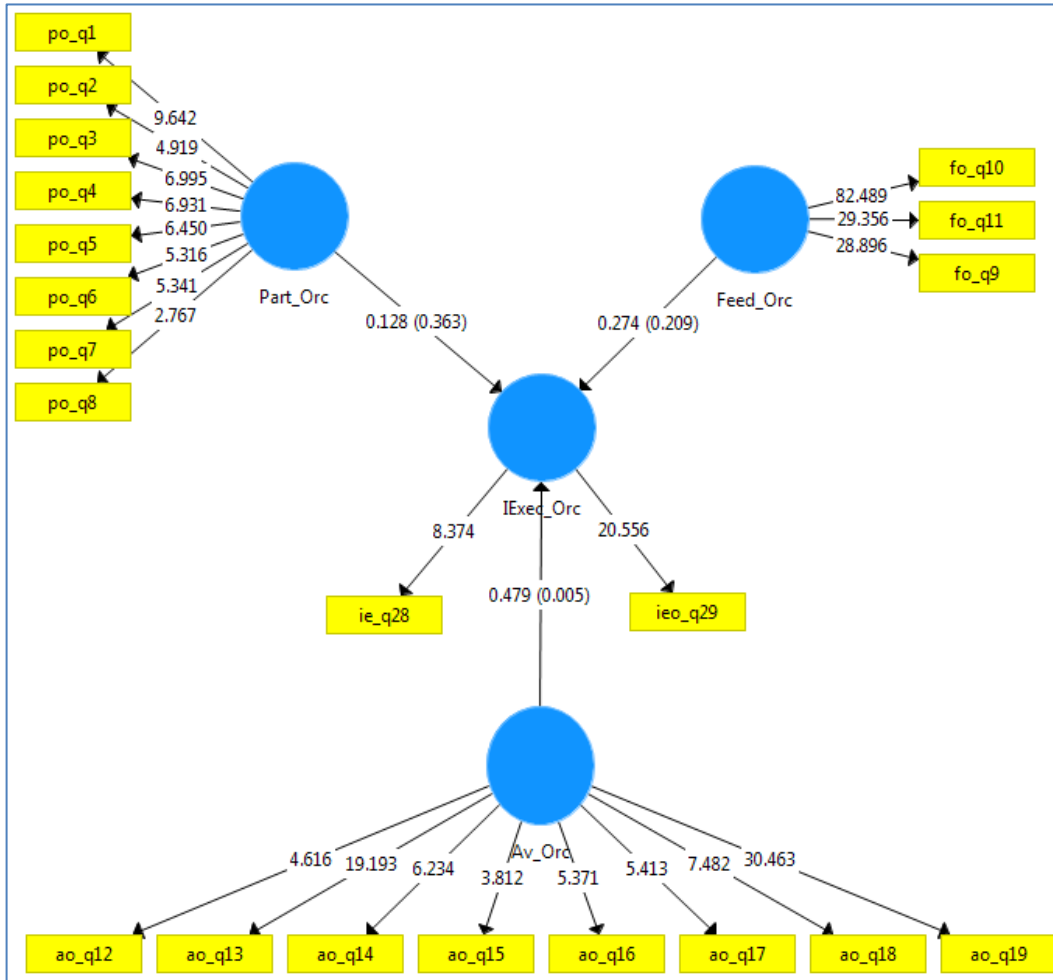 po_q1
po_q2
po_q3
po_q4
po_q5
po_q6
po_q7
po_q8
9.642
4.919
6.995
6.931
6.450
5.316
5.341
2.767
Part_Orc
0.128 (0.363)
fo_q10
fo_q11
fo_q9
82.489
29.356
28.896
Feed_Orc
0.274 (0.209)
IExec_Orc
8.374
20.556
ie_q28
ieo_q29
0.479 (0.005)
Av_Orc
4.616
19.193
6.234
3.812
5.371
5.413
7.482
30.463
ao_q12
ao_q13
ao_q14
ao_q15
ao_q16
ao_q17
ao_q18
ao_q19